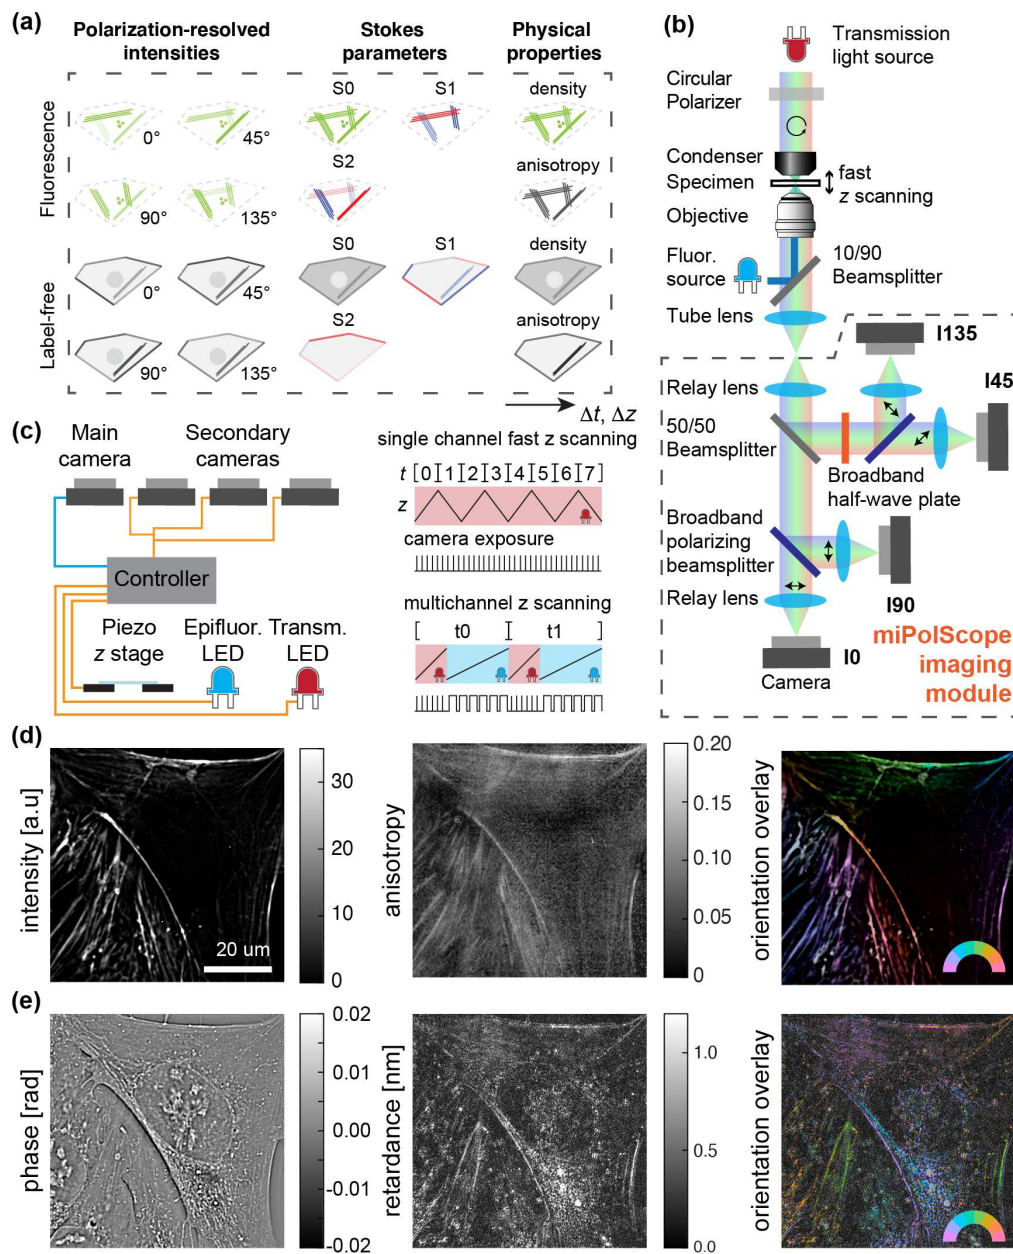 (a)
Polarization-resolved
intensities
Stokes
parameters
Physical
properties
Fluorescence
0°
45°
S0
S1
density
90°
135°
S2
anisotropy
Label-free
0°
45°
S0
S1
density
90°
135°
S2
anisotropy
Δt, Δz
(b)
Transmission
light source
Circular
Polarizer
Condenser
Specimen
fast
z scanning
Objective
Fluor.
source
10/90
Beamsplitter
Tube lens
I135
Relay lens
I45
50/50
Beamsplitter
Broadband
half-wave plate
Broadband
polarizing
beamsplitter
Relay lens
I90
I0
Camera
miPolScope
imaging
module
(c)
Main
camera
Secondary
cameras
Controller
Piezo
z stage
Epifluor.
LED
Transm.
LED
single channel fast z scanning
t [0][1][2][3][4][5][6][7]
z
camera exposure
multichannel z scanning
[ t0 ][ t1 ]
(d)
intensity [a.u]
20 um
30
20
10
0
anisotropy
0.20
0.15
0.10
0.05
0
orientation overlay
(e)
phase [rad]
0.02
0.01
0.00
-0.01
-0.02
retardance [nm]
1.0
0.5
0.0
orientation overlay